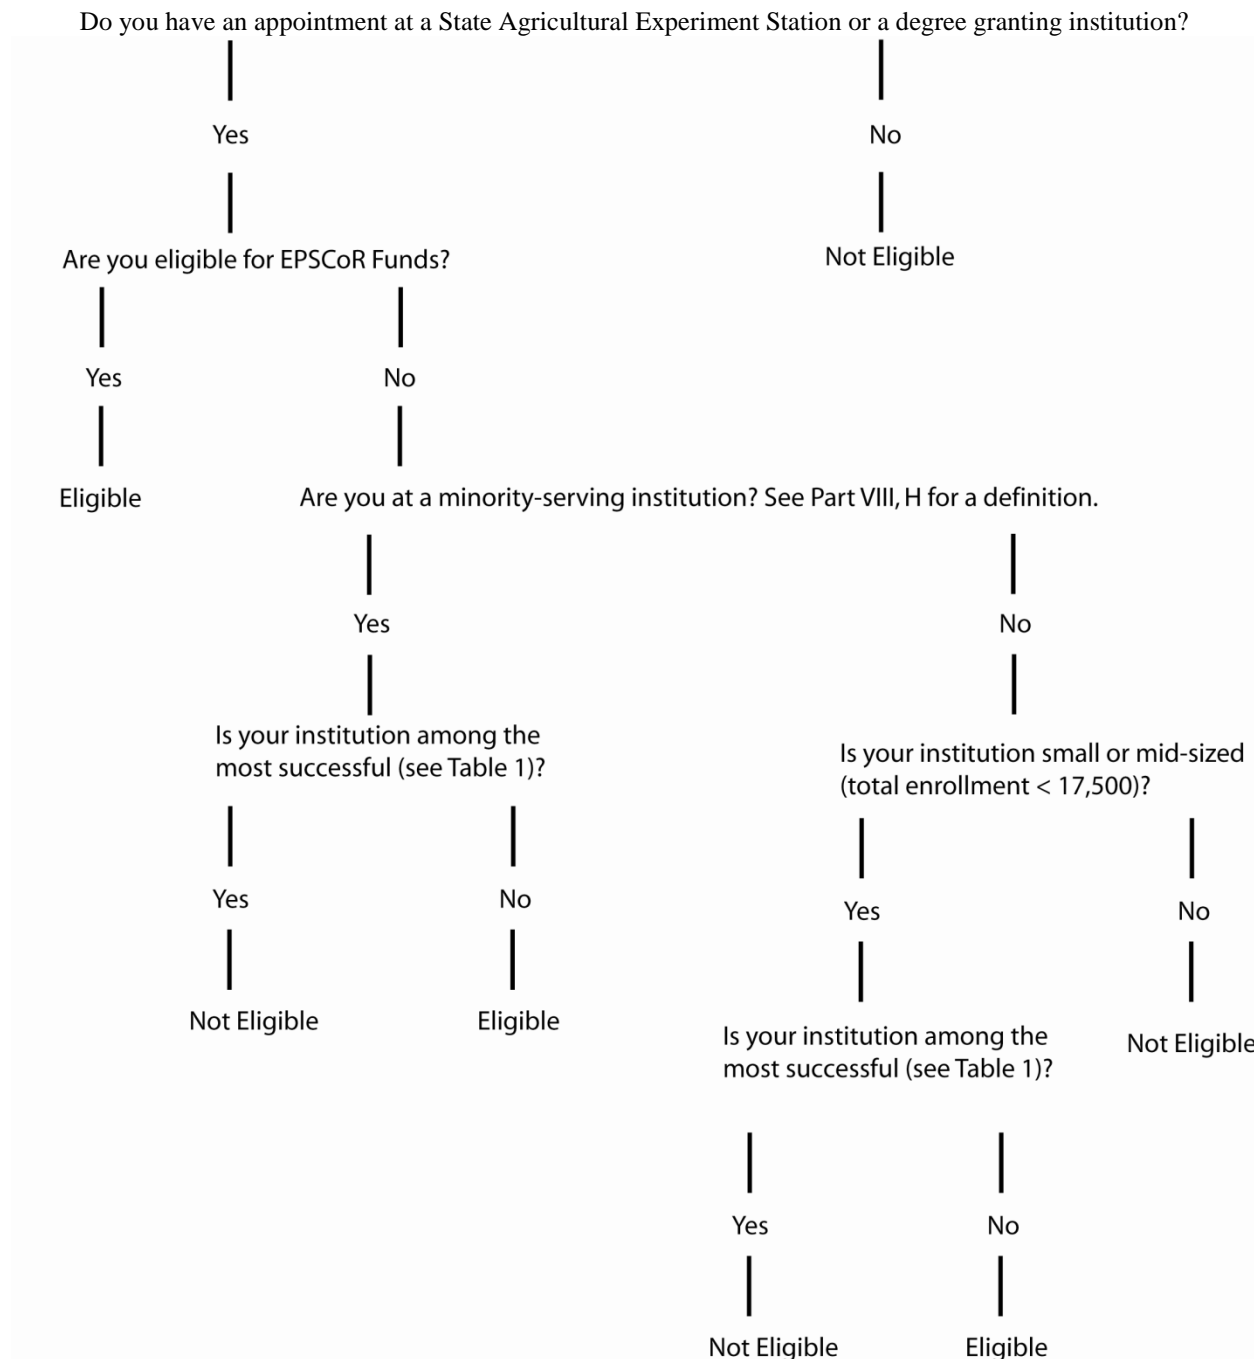 Do you have an appointment at a State Agricultural Experiment Station or a degree granting institution?
Yes
No
Are you eligible for EPSCoR Funds?
Not Eligible
Yes
No
Eligible
Are you at a minority-serving institution? See Part VIII, H for a definition.
Yes
No
Is your institution among the
most successful (see Table 1)?
Is your institution small or mid-sized
(total enrollment < 17,500)?
Yes
No
Yes
No
Not Eligible
Eligible
Is your institution among the
most successful (see Table 1)?
Not Eligible
Yes
No
Not Eligible
Eligible